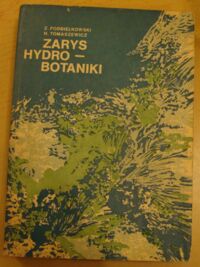 Z. PODBIELKOWSKI
H. TOMASZEWICZ
ZARYS
HYDRO –
BOTANIKI